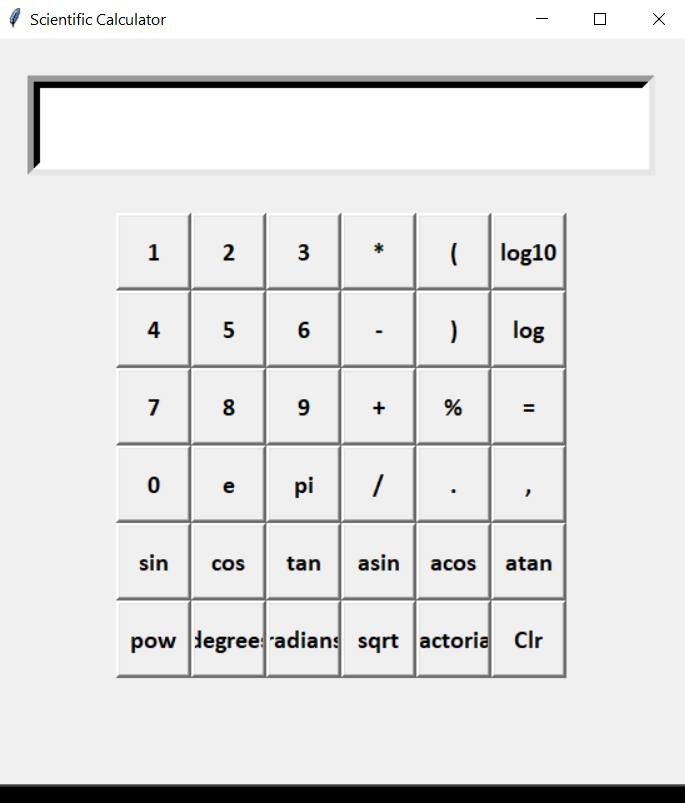 Scientific Calculator
1 2 3 * ( log10
4 5 6 - ) log
7 8 9 + % =
0 e pi / . ,
sin cos tan asin acos atan
pow degrees radians sqrt actoria Clr